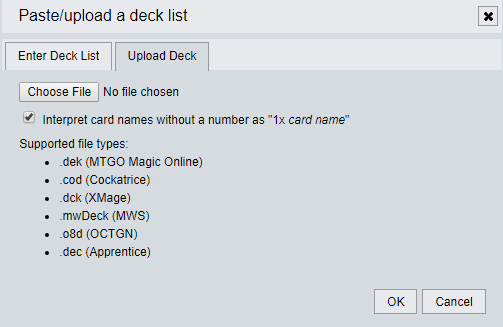 Paste/upload a deck list
Enter Deck List
Upload Deck
Choose File No file chosen
Interpret card names without a number as "1x card name"
Supported file types:
.dek (MTGO Magic Online)
.cod (Cockatrice)
.dck (XMage)
.mwDeck (MWS)
.o8d (OCTGN)
.dec (Apprentice)
OK
Cancel